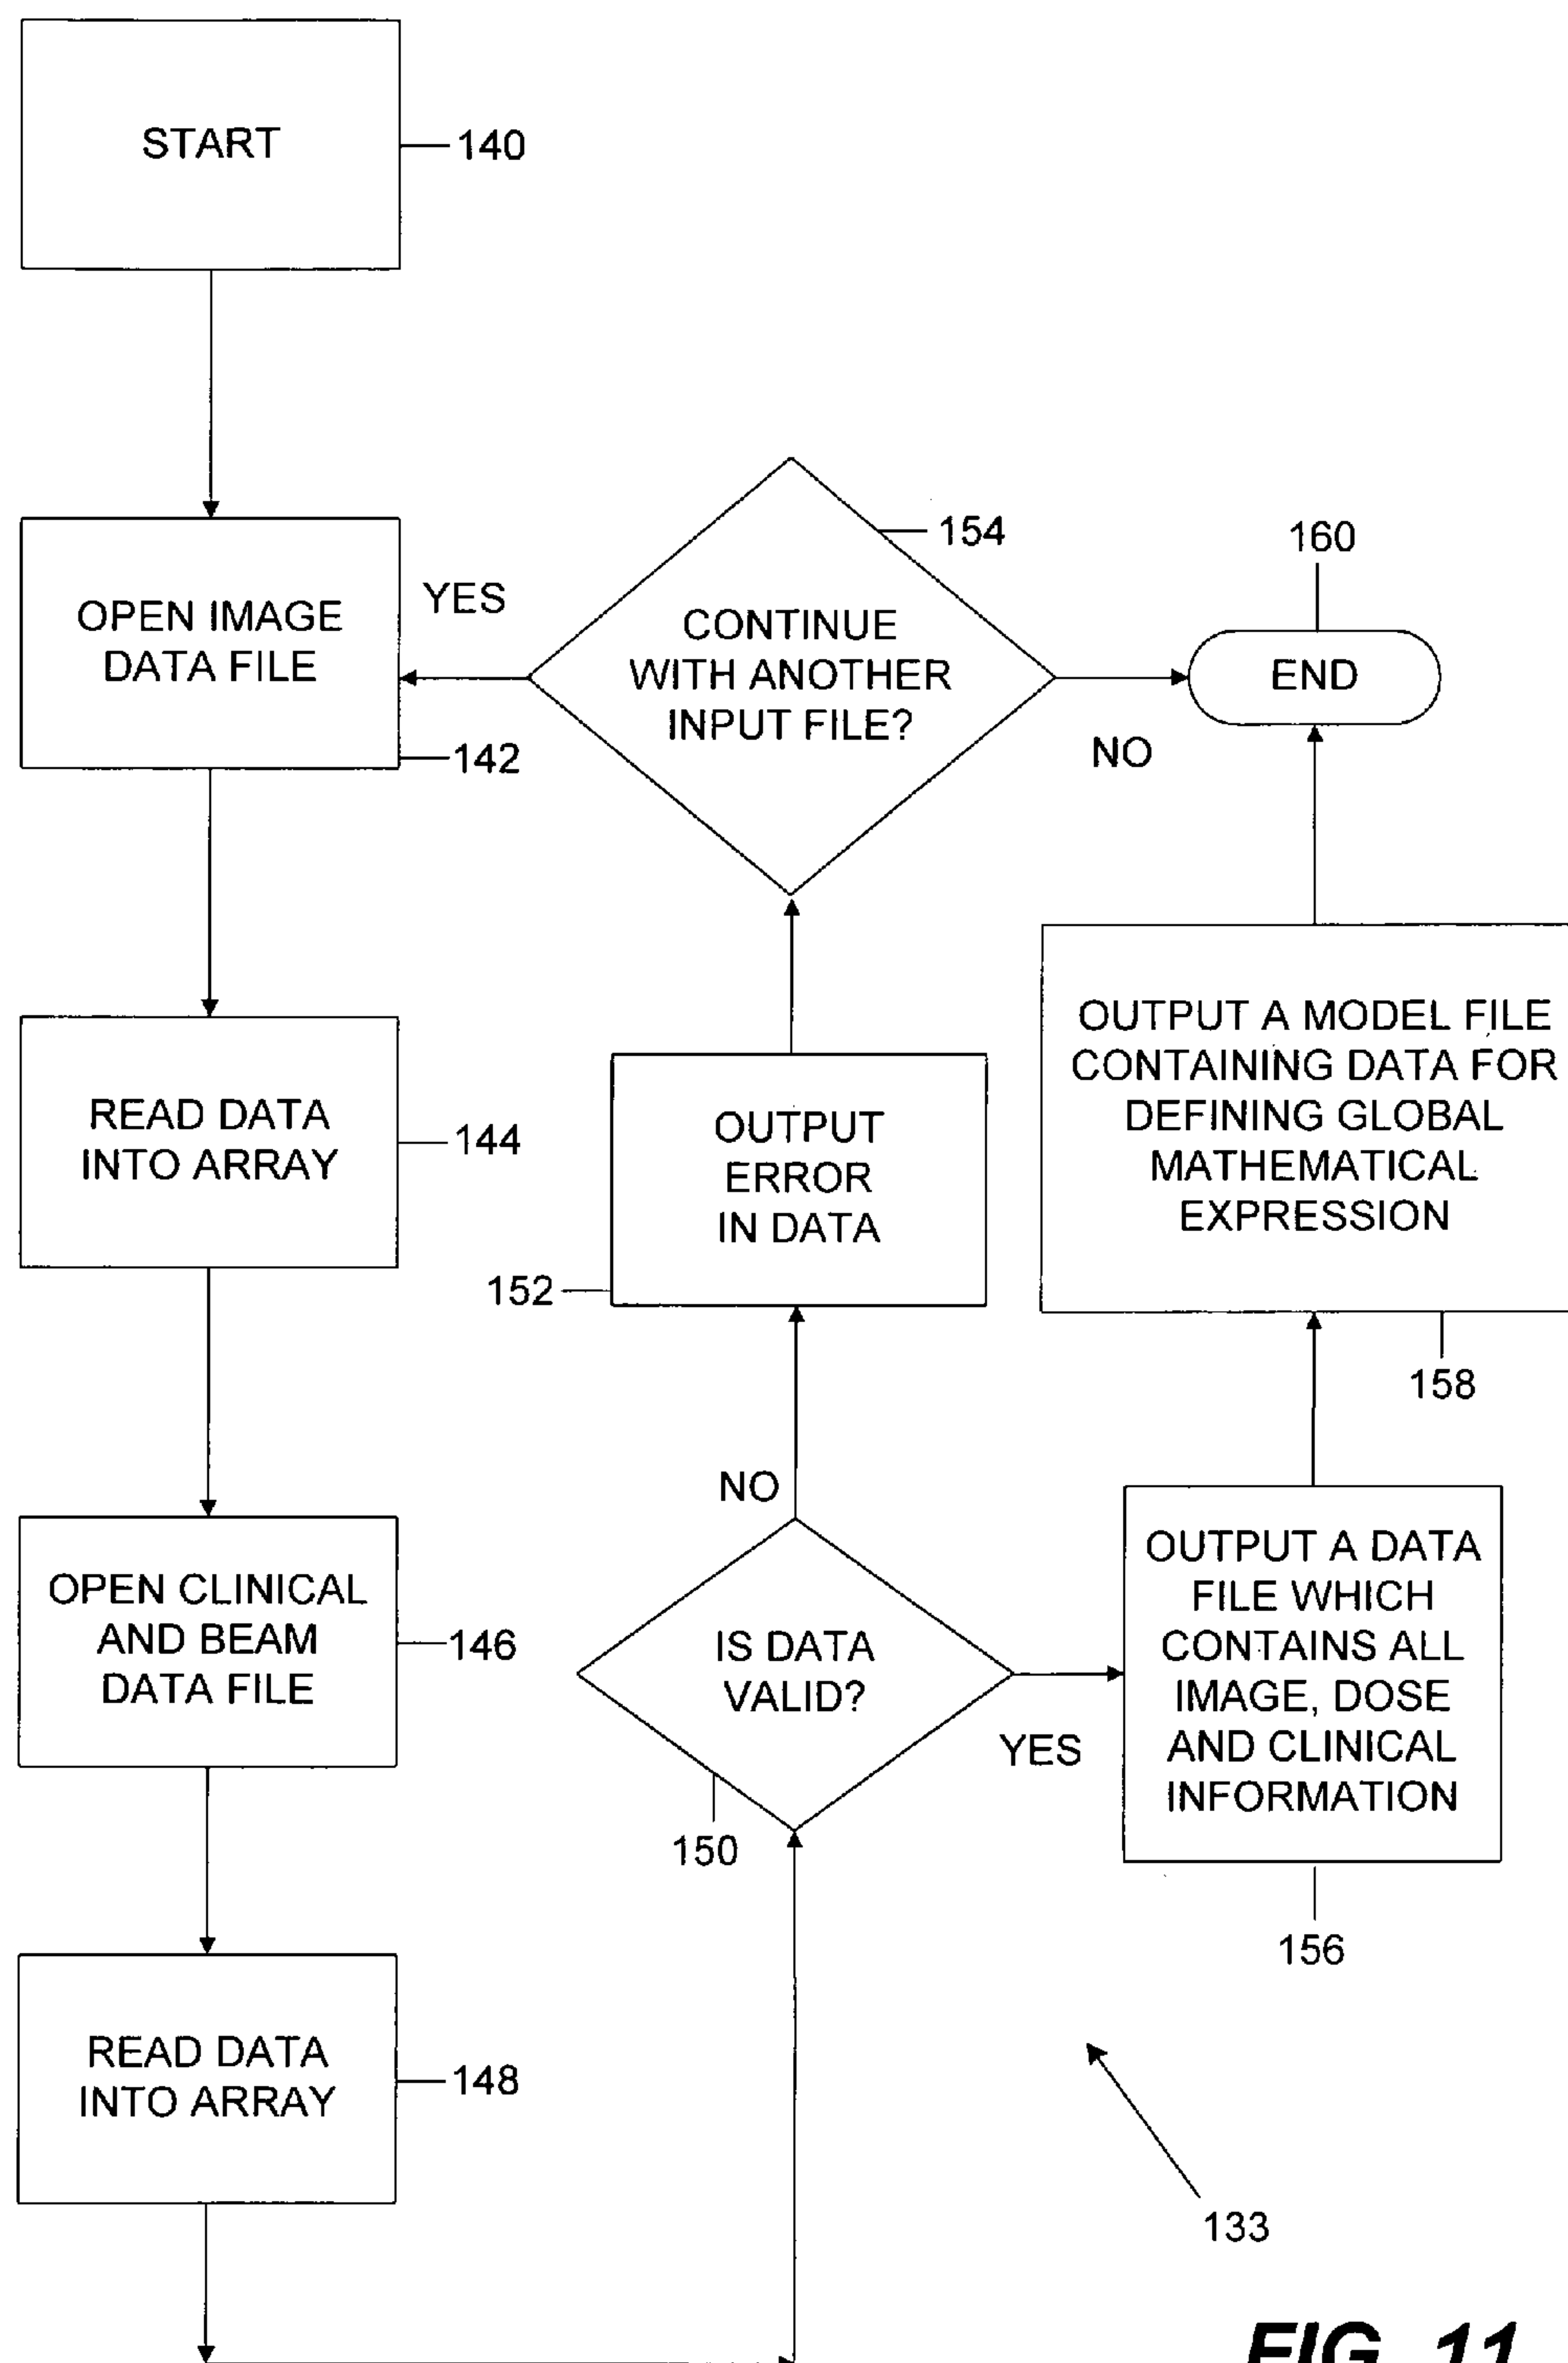 START
140
OPEN IMAGE
DATA FILE
142
YES
CONTINUE
WITH ANOTHER
INPUT FILE?
154
NO
160
END
READ DATA
INTO ARRAY
144
OUTPUT
ERROR
IN DATA
152
OUTPUT A MODEL FILE
CONTAINING DATA FOR
DEFINING GLOBAL
MATHEMATICAL
EXPRESSION
158
OPEN CLINICAL
AND BEAM
DATA FILE
146
NO
IS DATA
VALID?
150
YES
OUTPUT A DATA
FILE WHICH
CONTAINS ALL
IMAGE, DOSE
AND CLINICAL
INFORMATION
156
READ DATA
INTO ARRAY
148
133
FIG. 11